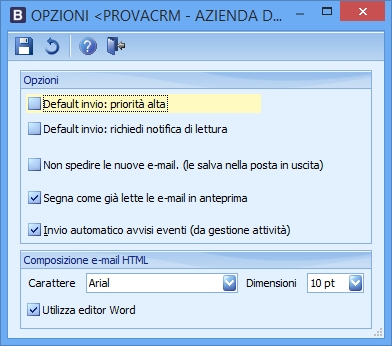 B OPZIONI <PROVACRM - AZIENDA D...
Opzioni
Default invio: priorità alta
Default invio: richiedi notifica di lettura
Non spedire le nuove e-mail. (le salva nella posta in uscita)
Segna come già lette le e-mail in anteprima
Invio automatico avvisi eventi (da gestione attività)
Composizione e-mail HTML
Carattere Arial Dimensioni 10 pt
Utilizza editor Word